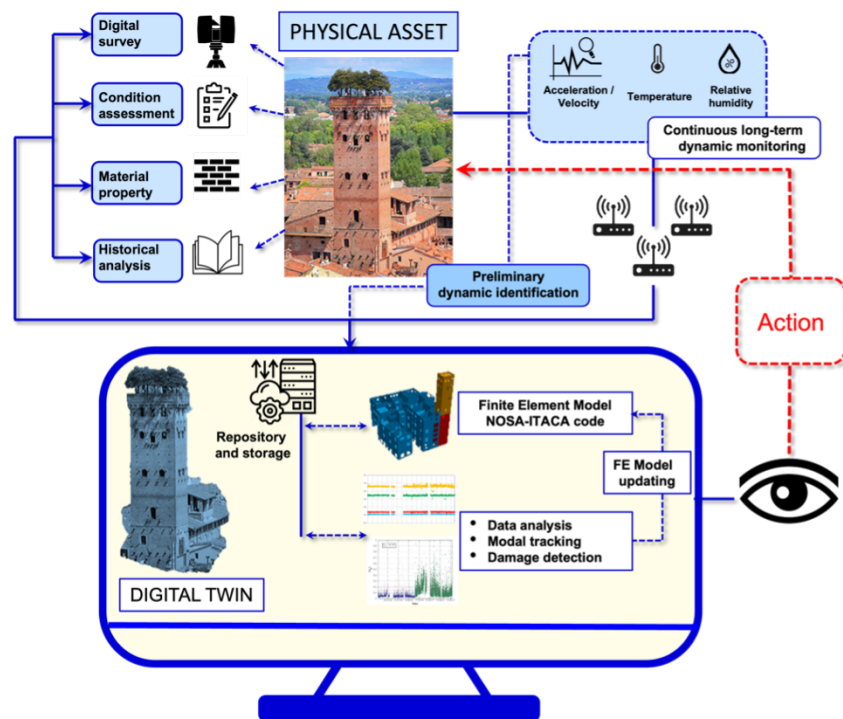 Digital
survey
PHYSICAL ASSET
Condition
assessment
Material
property
Historical
analysis
Acceleration /
Velocity
Temperature
Relative
humidity
Continuous long-term
dynamic monitoring
Preliminary
dynamic identification
Action
Repository
and storage
Finite Element Model
NOSA-ITACA code
FE Model
updating
• Data analysis
• Modal tracking
• Damage detection
DIGITAL TWIN